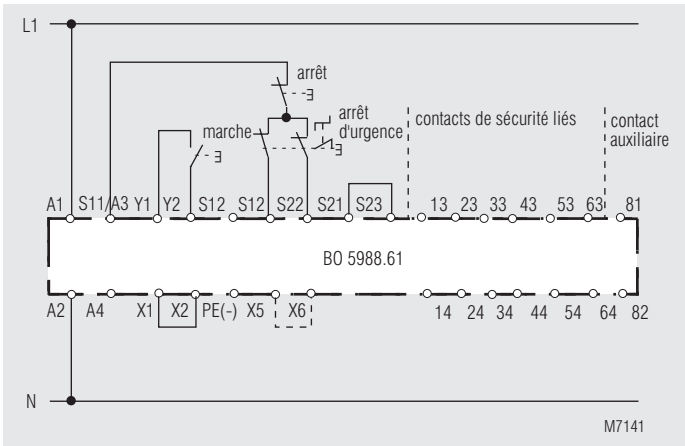 L1
arrêt
marche
arrêt
d'urgence
contacts de sécurité liés
contact
auxiliaire
A1 S11/A3 Y1 Y2 S12 S12 S22 S21 S23 13 23 33 43 53 63 81
BO 5988.61
A2 A4 X1 X2 PE(-) X5 X6 14 24 34 44 54 64 82
N
M7141